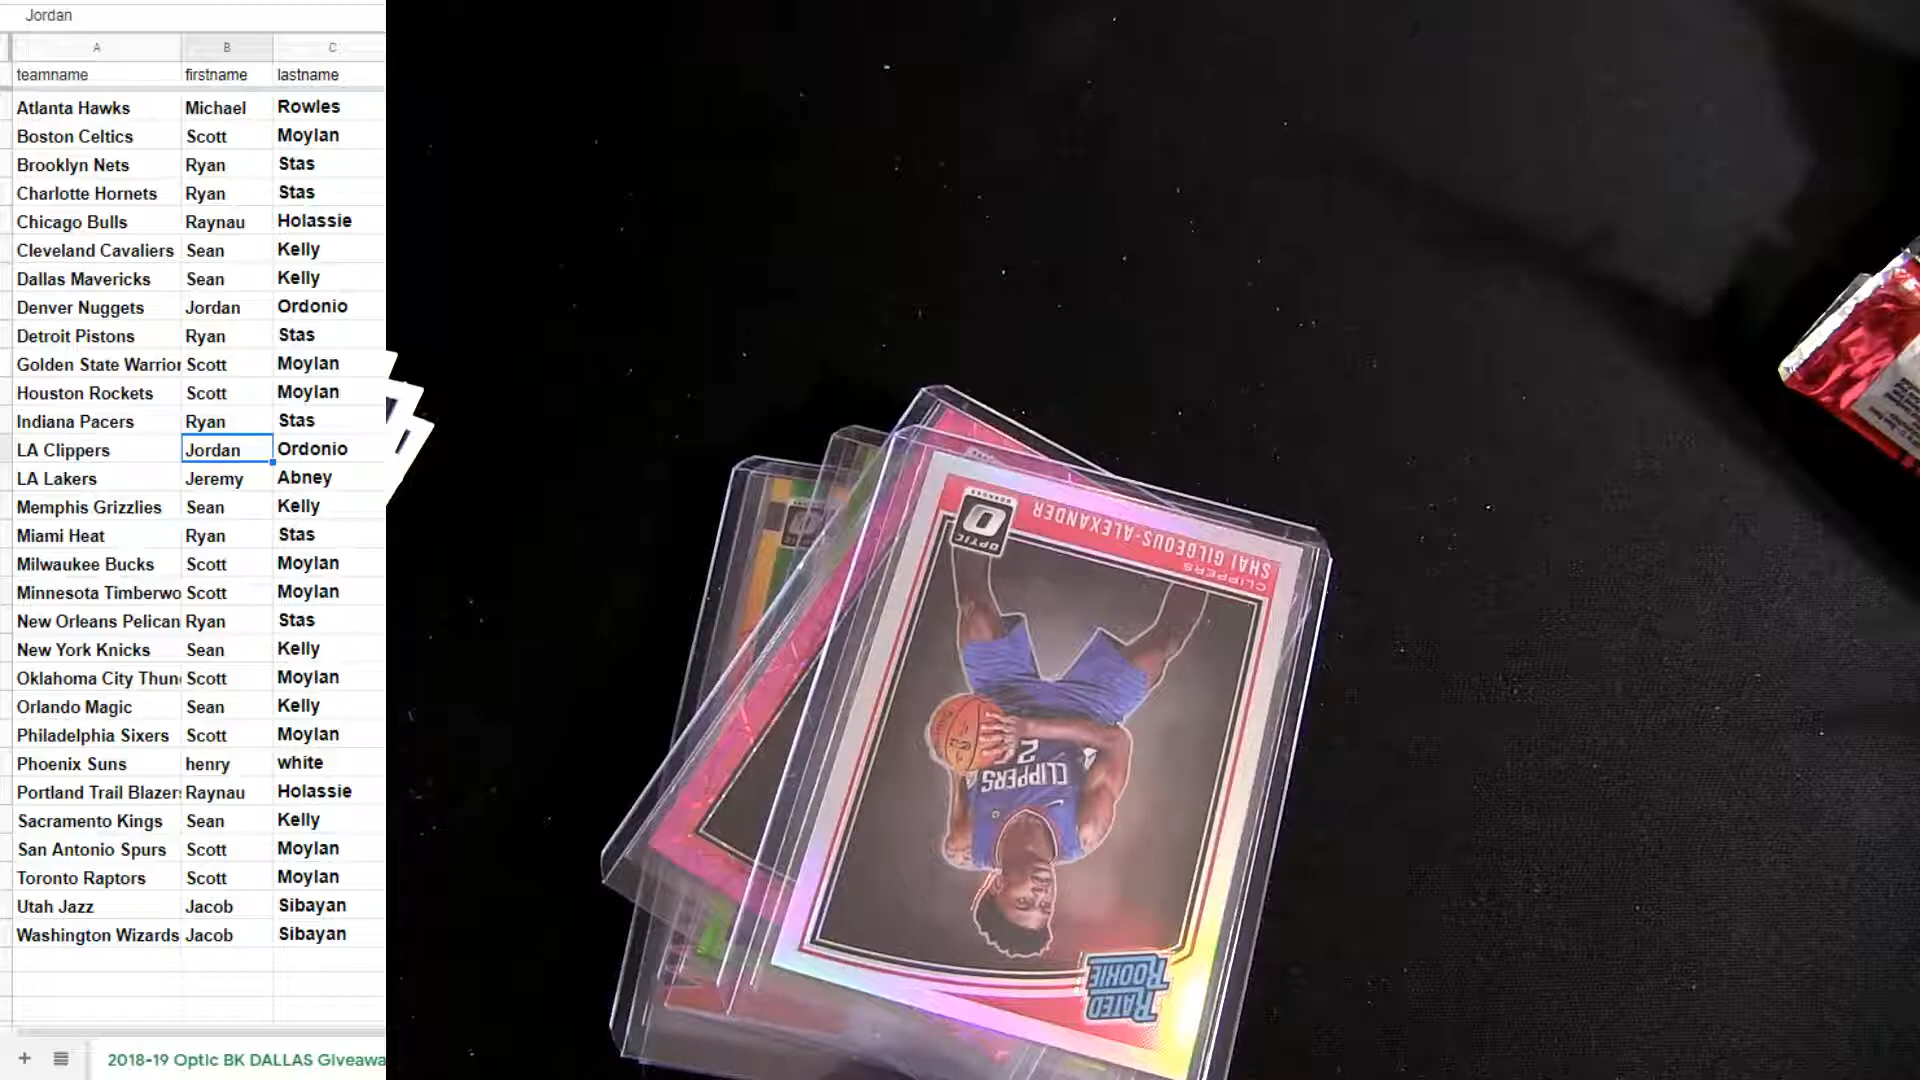 Jordan
A B C
teamname firstname lastname
Atlanta Hawks Michael Rowles
Boston Celtics Scott Moylan
Brooklyn Nets Ryan Stas
Charlotte Hornets Ryan Stas
Chicago Bulls Raynau Holassie
Cleveland Cavaliers Sean Kelly
Dallas Mavericks Sean Kelly
Denver Nuggets Jordan Ordonio
Detroit Pistons Ryan Stas
Golden State Warrior Scott Moylan
Houston Rockets Scott Moylan
Indiana Pacers Ryan Stas
LA Clippers Jordan Ordonio
LA Lakers Jeremy Abney
Memphis Grizzlies Sean Kelly
Miami Heat Ryan Stas
Milwaukee Bucks Scott Moylan
Minnesota Timberwo Scott Moylan
New Orleans Pelican Ryan Stas
New York Knicks Sean Kelly
Oklahoma City Thun Scott Moylan
Orlando Magic Sean Kelly
Philadelphia Sixers Scott Moylan
Phoenix Suns henry white
Portland Trail Blazers Raynau Holassie
Sacramento Kings Sean Kelly
San Antonio Spurs Scott Moylan
Toronto Raptors Scott Moylan
Utah Jazz Jacob Sibayan
Washington Wizards Jacob Sibayan
2018-19 Optic BK DALLAS Giveawa
RATED
ROOKIE
CLIPPERS
2
CLIPPERS
SHAI GILGEOUS-ALEXANDER
OPTIC
DONRUSS